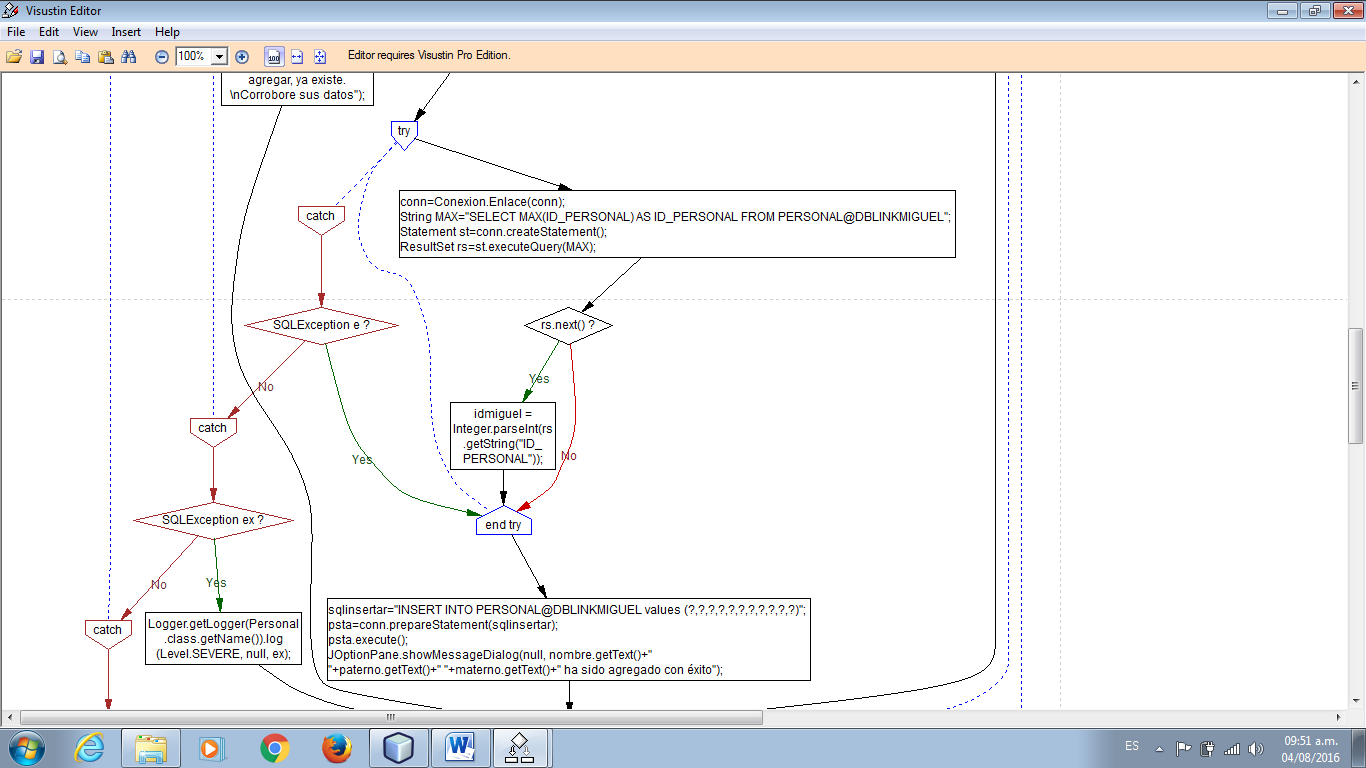 Visustin Editor
File Edit View Insert Help
100% 100 Editor requires Visustin Pro Edition.
agregar, ya existe.
\nCorrobore sus datos");
try
conn=Conexion.Enlace(conn);
String MAX="SELECT MAX(ID_PERSONAL) AS ID_PERSONAL FROM PERSONAL@DBLINKMIGUEL";
Statement st=conn.createStatement();
ResultSet rs=st.executeQuery(MAX);
catch
SQLException e ?
rs.next() ?
No
Yes
catch
idmiguel =
Integer.parseInt(rs
.getString("ID_
PERSONAL"));
Yes
No
SQLException ex ?
end try
No
Yes
catch
Logger.getLogger(Personal
.class.getName()).log
(Level.SEVERE, null, ex);
sqlinsertar="INSERT INTO PERSONAL@DBLINKMIGUEL values (?,?,?,?,?,?,?,?,?,?,?)";
psta=conn.prepareStatement(sqlinsertar);
psta.execute();
JOptionPane.showMessageDialog(null, nombre.getText()+"
"+paterno.getText()+" "+materno.getText()+" ha sido agregado con éxito");
ES
09:51 a.m.
04/08/2016